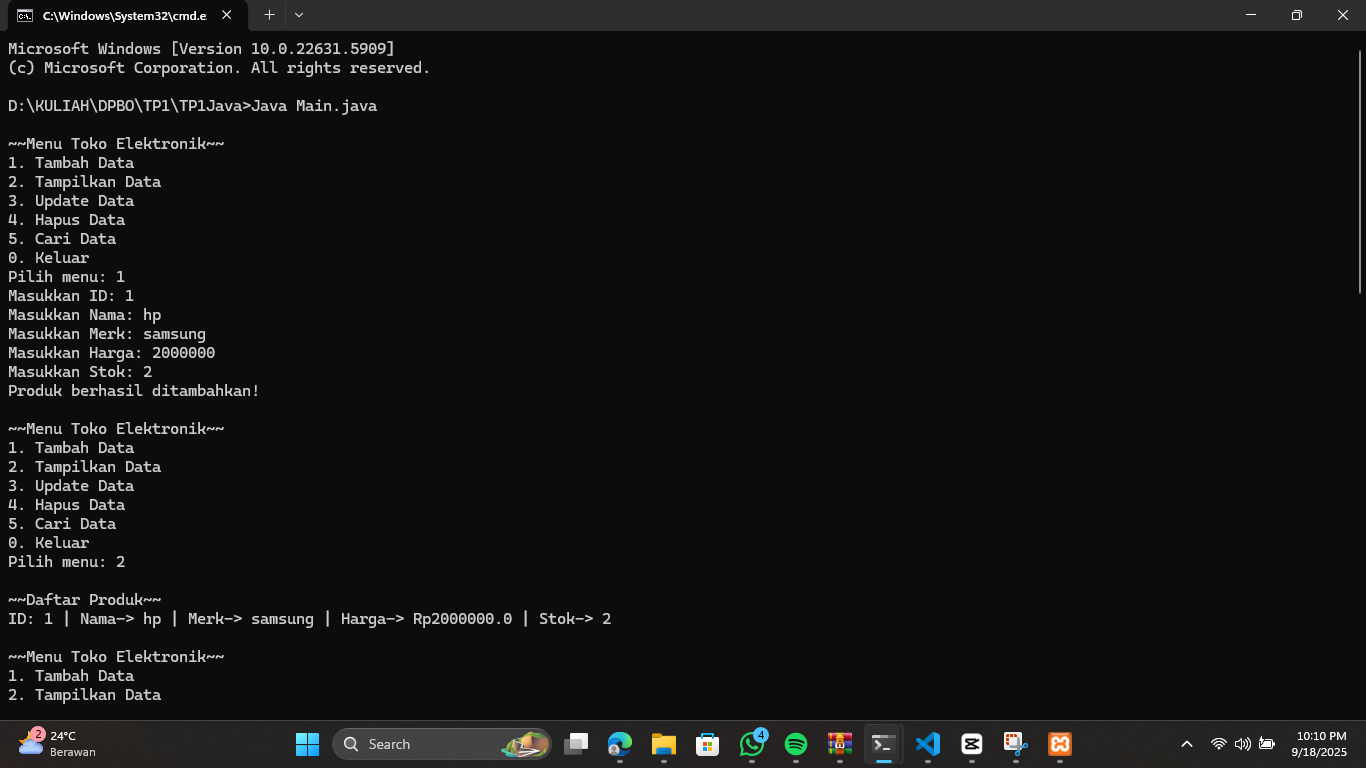 C:\Windows\System32\cmd.e
Microsoft Windows [Version 10.0.22631.5909]
(c) Microsoft Corporation. All rights reserved.
D:\KULIAH\DPBO\TP1\TP1Java>Java Main.java
~~Menu Toko Elektronik~~
1. Tambah Data
2. Tampilkan Data
3. Update Data
4. Hapus Data
5. Cari Data
0. Keluar
Pilih menu: 1
Masukkan ID: 1
Masukkan Nama: hp
Masukkan Merk: samsung
Masukkan Harga: 2000000
Masukkan Stok: 2
Produk berhasil ditambahkan!
~~Menu Toko Elektronik~~
1. Tambah Data
2. Tampilkan Data
3. Update Data
4. Hapus Data
5. Cari Data
0. Keluar
Pilih menu: 2
~~Daftar Produk~~
ID: 1 | Nama-> hp | Merk-> samsung | Harga-> Rp2000000.0 | Stok-> 2
~~Menu Toko Elektronik~~
1. Tambah Data
2. Tampilkan Data
2
24°C
Berawan
Search
4
10:10 PM
9/18/2025